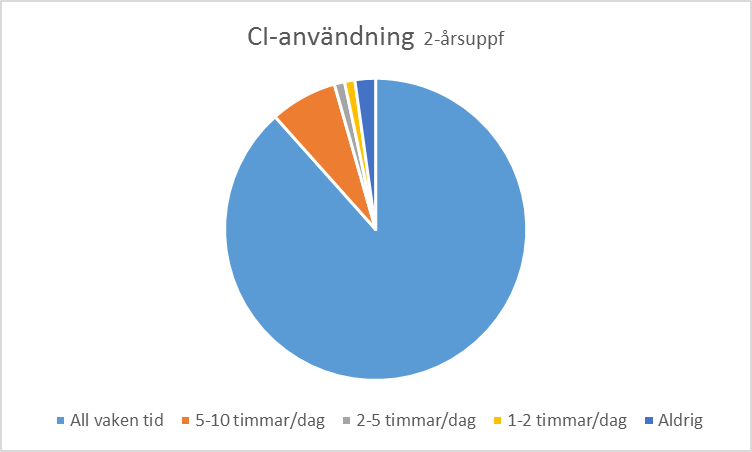 CI-användning 2-årsuppf
All vaken tid 5-10 timmar/dag 2-5 timmar/dag 1-2 timmar/dag Aldrig